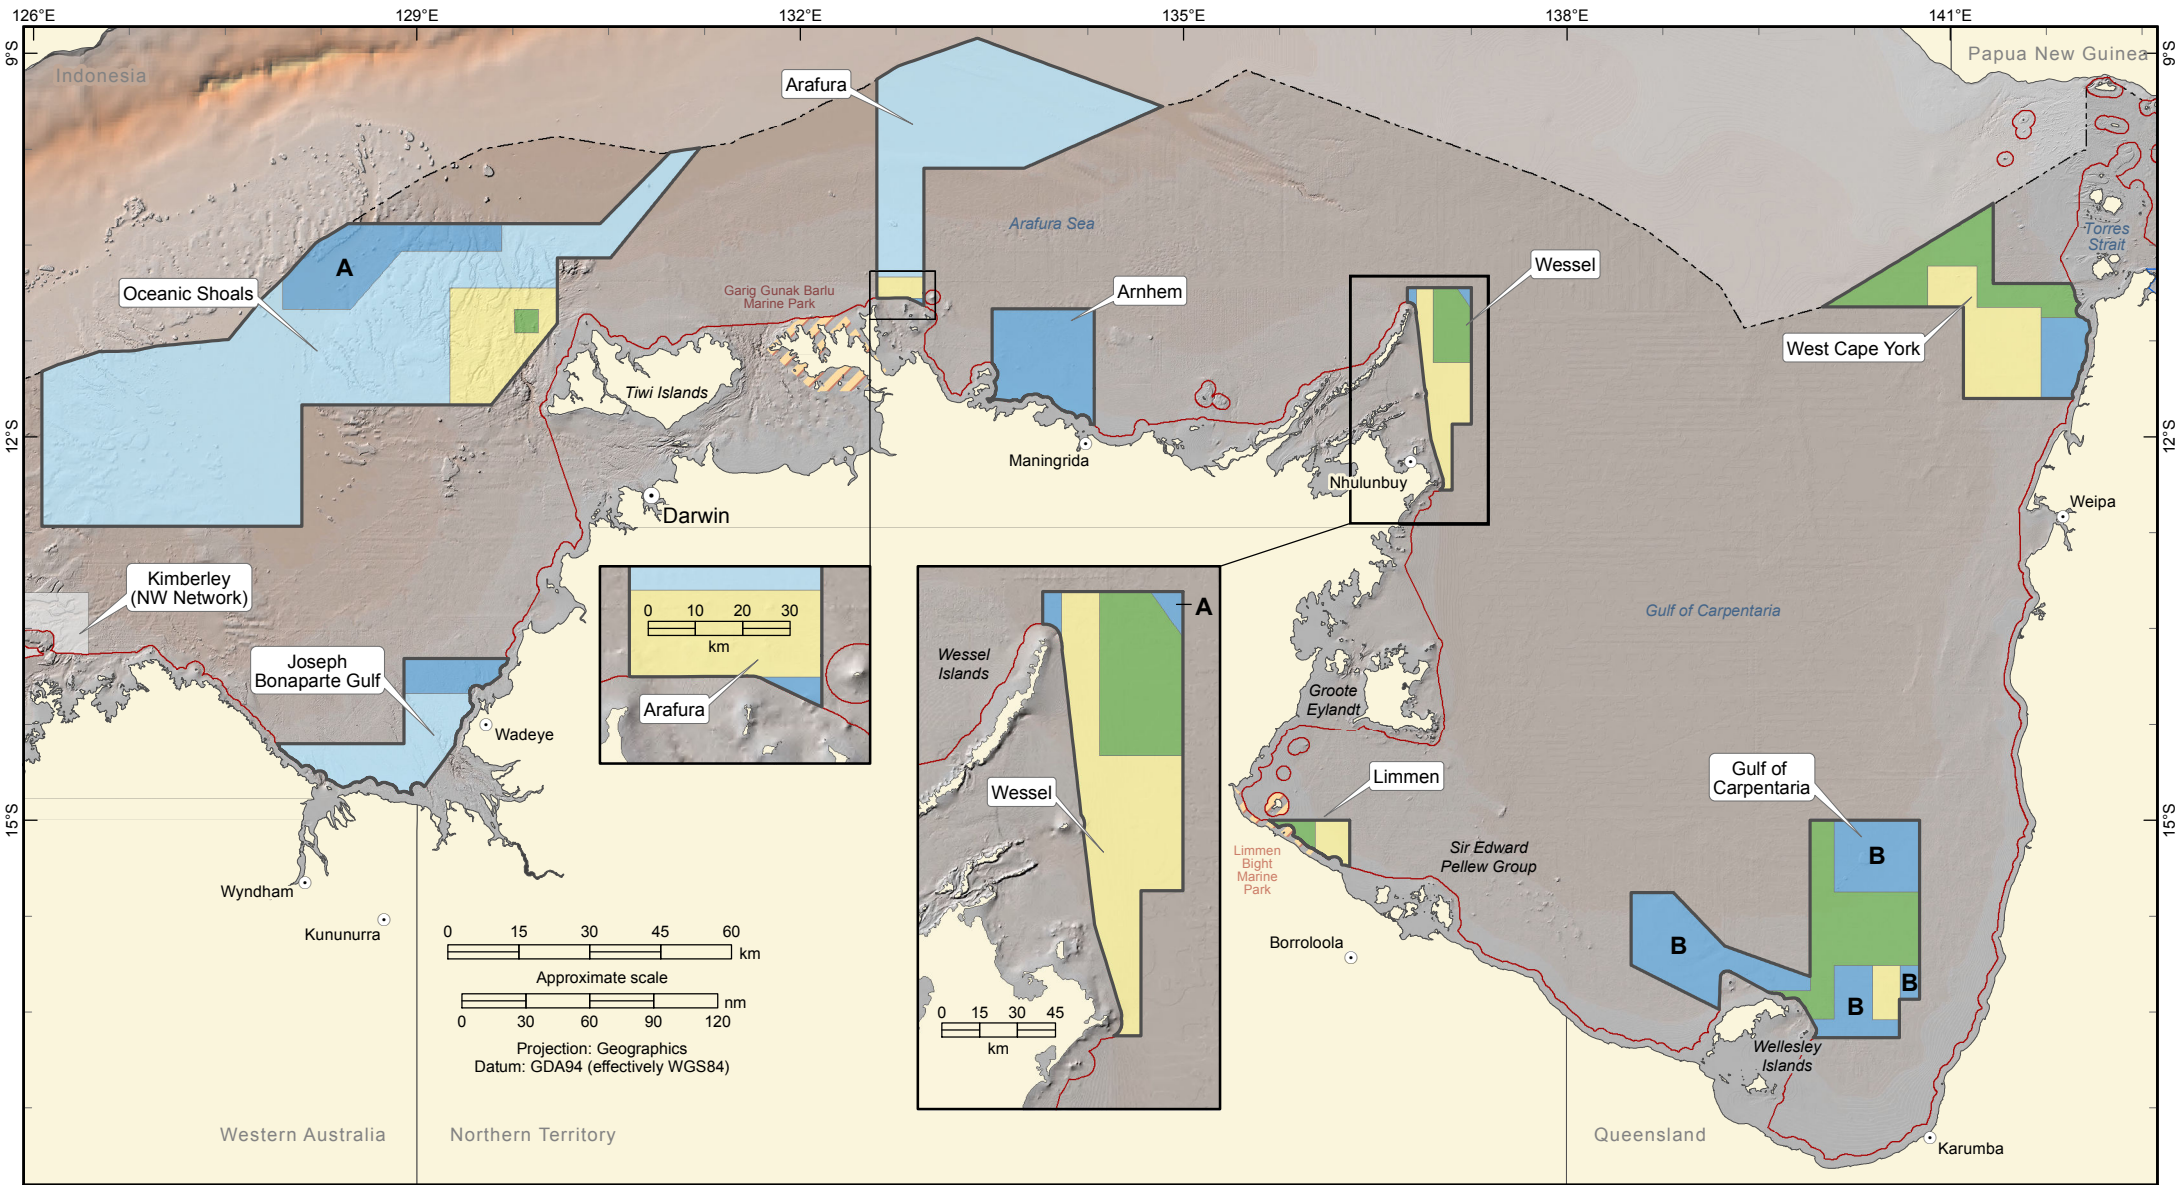 126°E
129°E
132°E
135°E
138°E
141°E
9°S
9°S
Indonesia
Papua New Guinea
Arafura
Arafura Sea
Torres
Strait
A
Oceanic Shoals
Garig Gunak Barlu
Marine Park
Arnhem
Wessel
West Cape York
Tiwi Islands
12°S
12°S
Maningrida
Nhulunbuy
Weipa
Darwin
Kimberley
(NW Network)
Joseph
Bonaparte Gulf
Wadeye
0
10
20
30
km
Arafura
A
Wessel
Islands
Wessel
0
15
30
45
km
Gulf of Carpentaria
Groote
Eylandt
Limmen
Gulf of
Carpentaria
15°S
15°S
Limmen
Bight
Marine
Park
Sir Edward
Pellew Group
B
B
B
B
Wyndham
Kununurra
Borroloola
0
15
30
45
60
km
Approximate scale
nm
0
30
60
90
120
Projection: Geographics
Datum: GDA94 (effectively WGS84)
Wellesley
Islands
Western Australia
Northern Territory
Queensland
Karumba